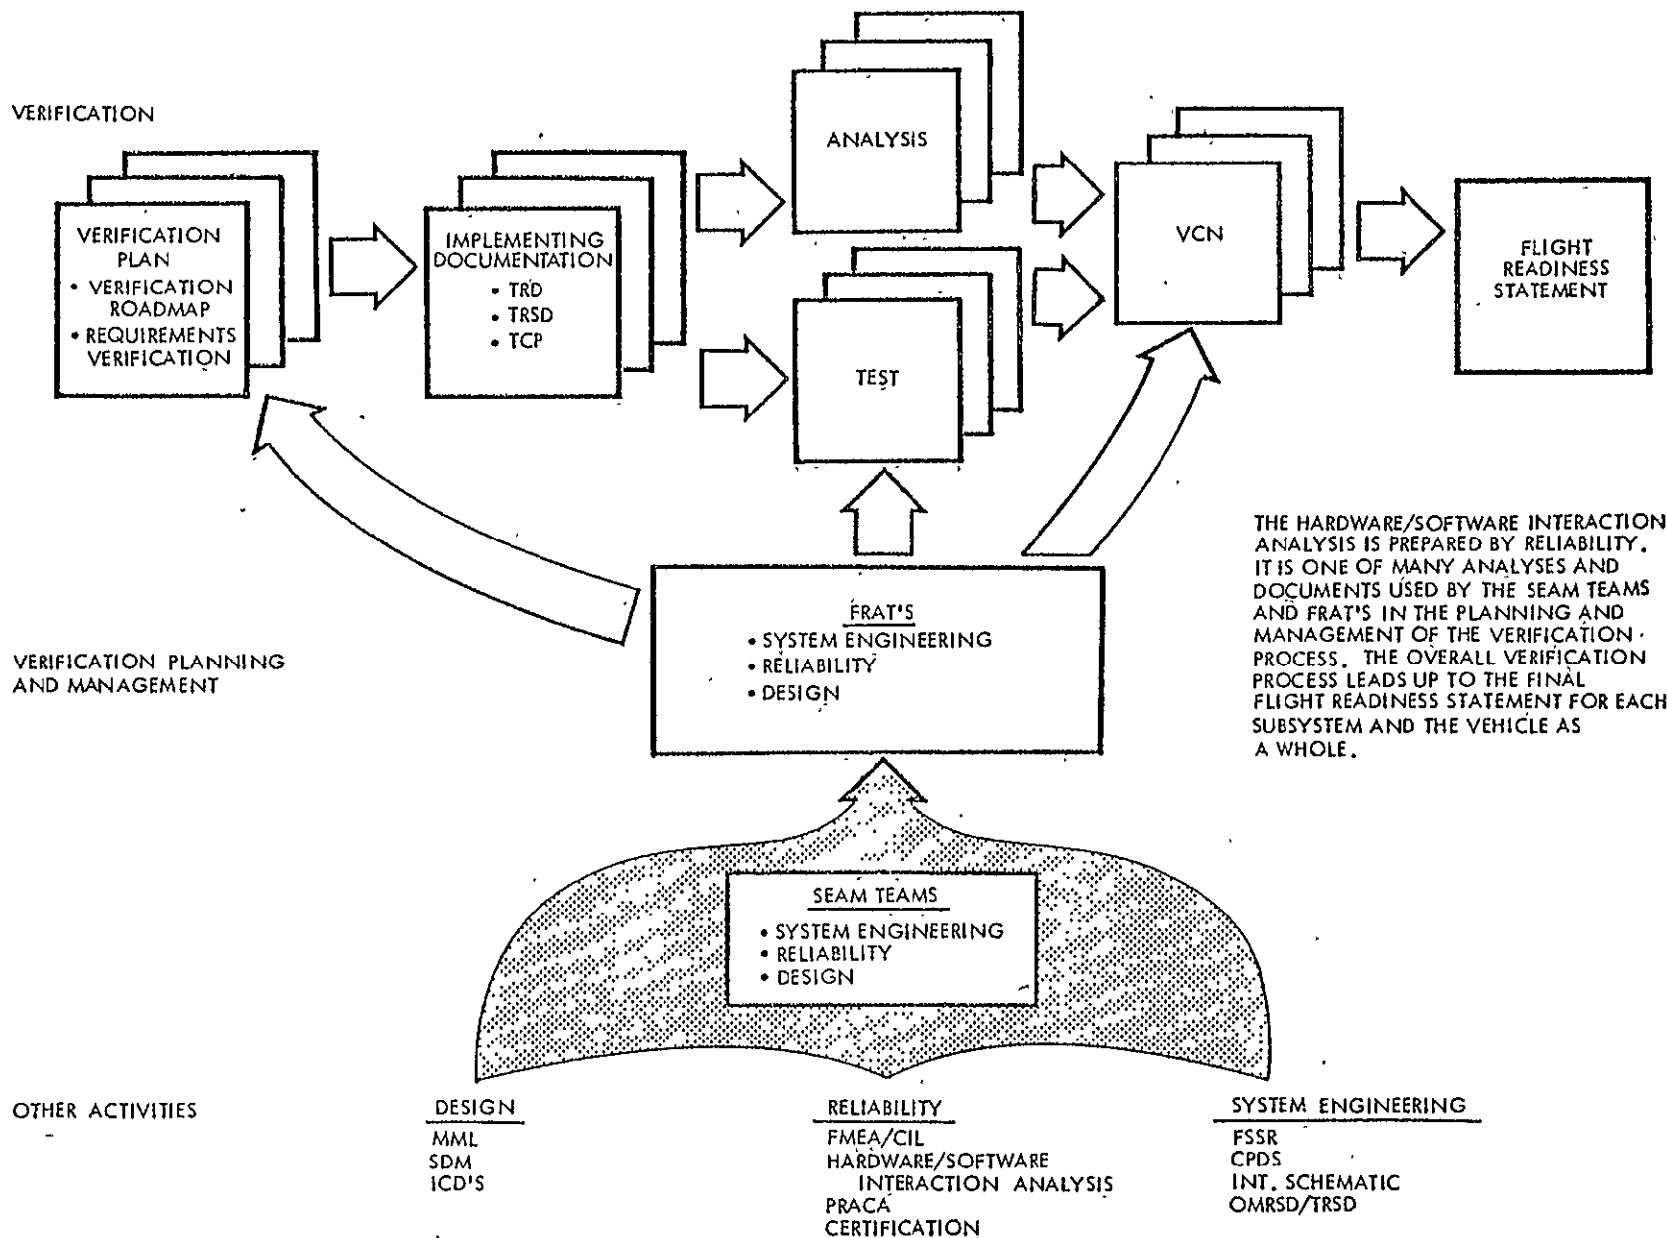 VERIFICATION
VERIFICATION
PLAN
• VERIFICATION
ROADMAP
• REQUIREMENTS
VERIFICATION
IMPLEMENTING
DOCUMENTATION
• TRD
• TRSD
• TCP
ANALYSIS
TEST
VCN
FLIGHT
READINESS
STATEMENT
VERIFICATION PLANNING
AND MANAGEMENT
FRAT'S
• SYSTEM ENGINEERING
• RELIABILITY
• DESIGN
THE HARDWARE/SOFTWARE INTERACTION
ANALYSIS IS PREPARED BY RELIABILITY.
IT IS ONE OF MANY ANALYSES AND
DOCUMENTS USED BY THE SEAM TEAMS
AND FRAT'S IN THE PLANNING AND
MANAGEMENT OF THE VERIFICATION
PROCESS. THE OVERALL VERIFICATION
PROCESS LEADS UP TO THE FINAL
FLIGHT READINESS STATEMENT FOR EACH
SUBSYSTEM AND THE VEHICLE AS
A WHOLE.
SEAM TEAMS
• SYSTEM ENGINEERING
• RELIABILITY
• DESIGN
OTHER ACTIVITIES
DESIGN
MML
SDM
ICD'S
RELIABILITY
FMEA/CIL
HARDWARE/SOFTWARE
INTERACTION ANALYSIS
PRACA
CERTIFICATION
SYSTEM ENGINEERING
FSSR
CPDS
INT. SCHEMATIC
OMRSD/TRSD